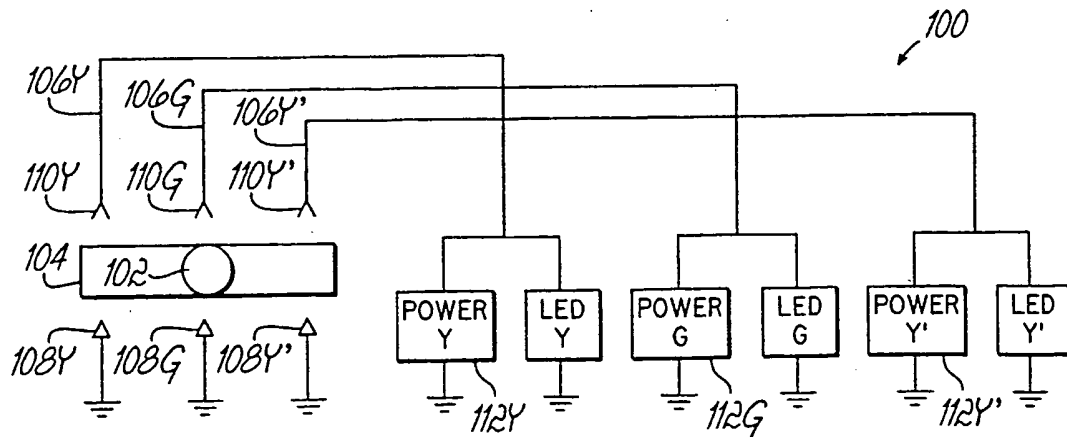 100
106Y
106G
106Y'
110Y
110G
110Y'
104
102
108Y
108G
108Y'
POWER
Y
LED
Y
POWER
G
LED
G
POWER
Y'
LED
Y'
112Y
112G
112Y'